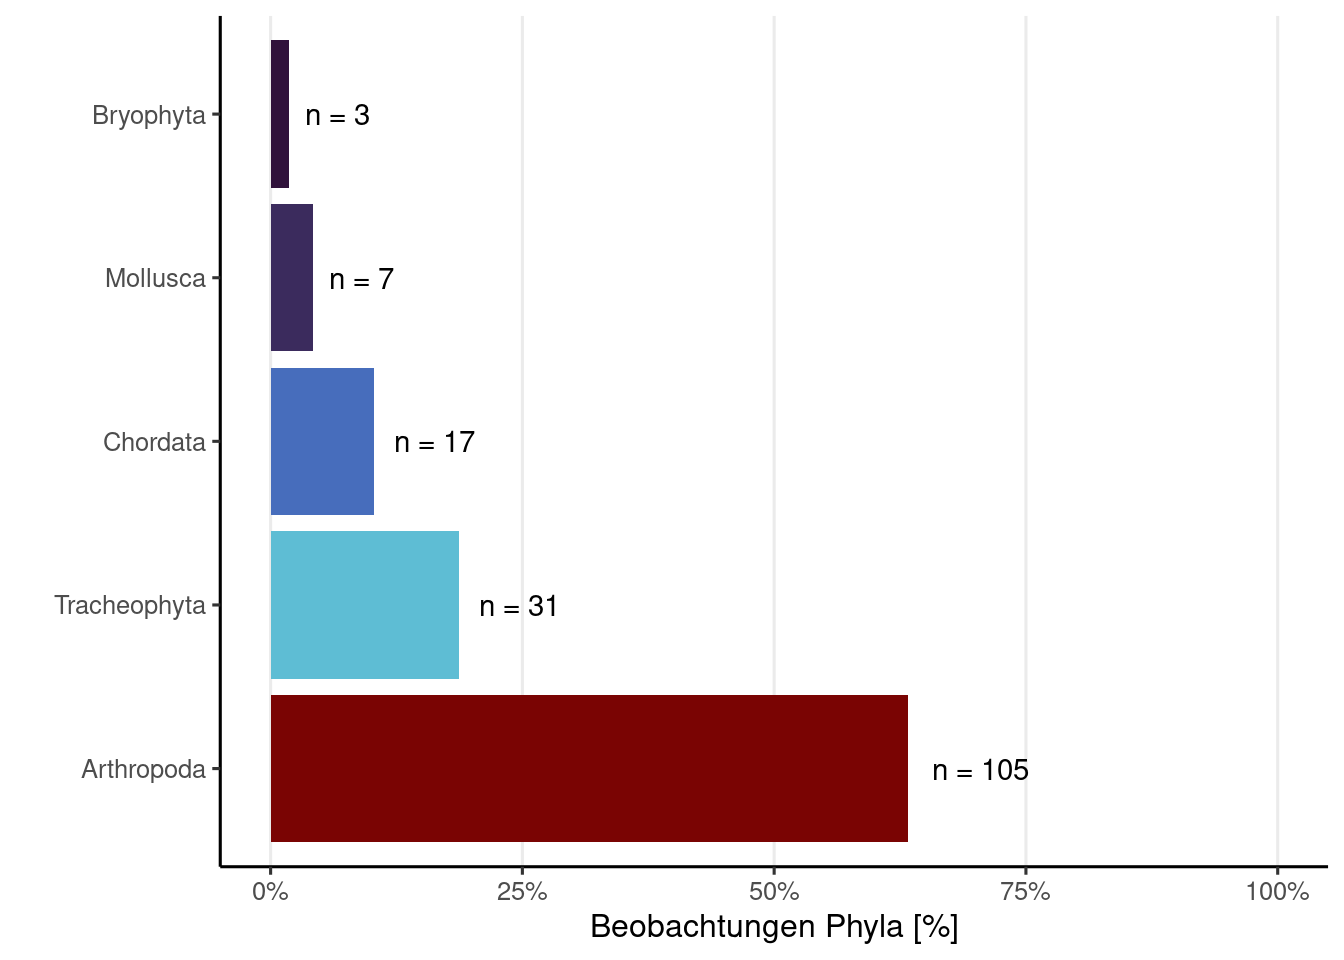 Bryophyta
n = 3
Mollusca
n = 7
Chordata
n = 17
Tracheophyta
n = 31
Arthropoda
n = 105
0% 25% 50% 75% 100%
Beobachtungen Phyla [%]